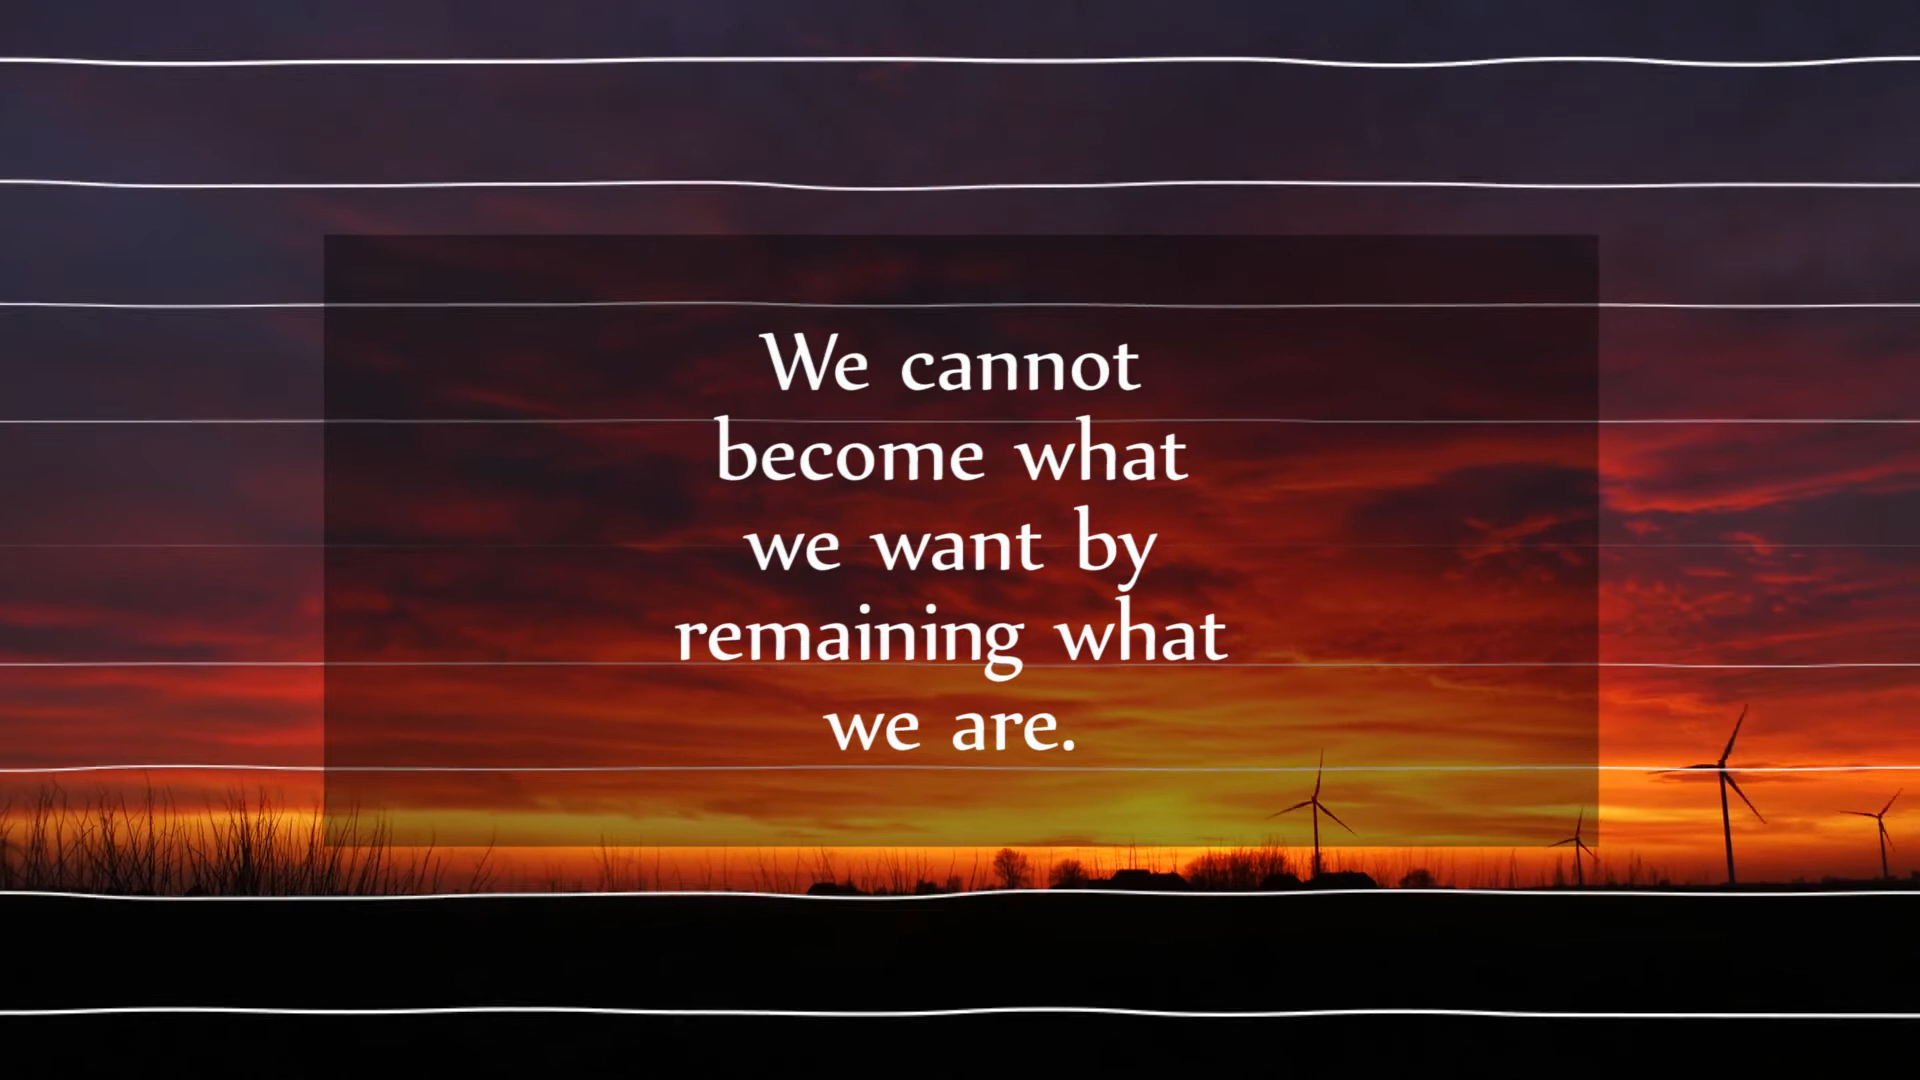 We cannot
become what
we want by
remaining what
we are.